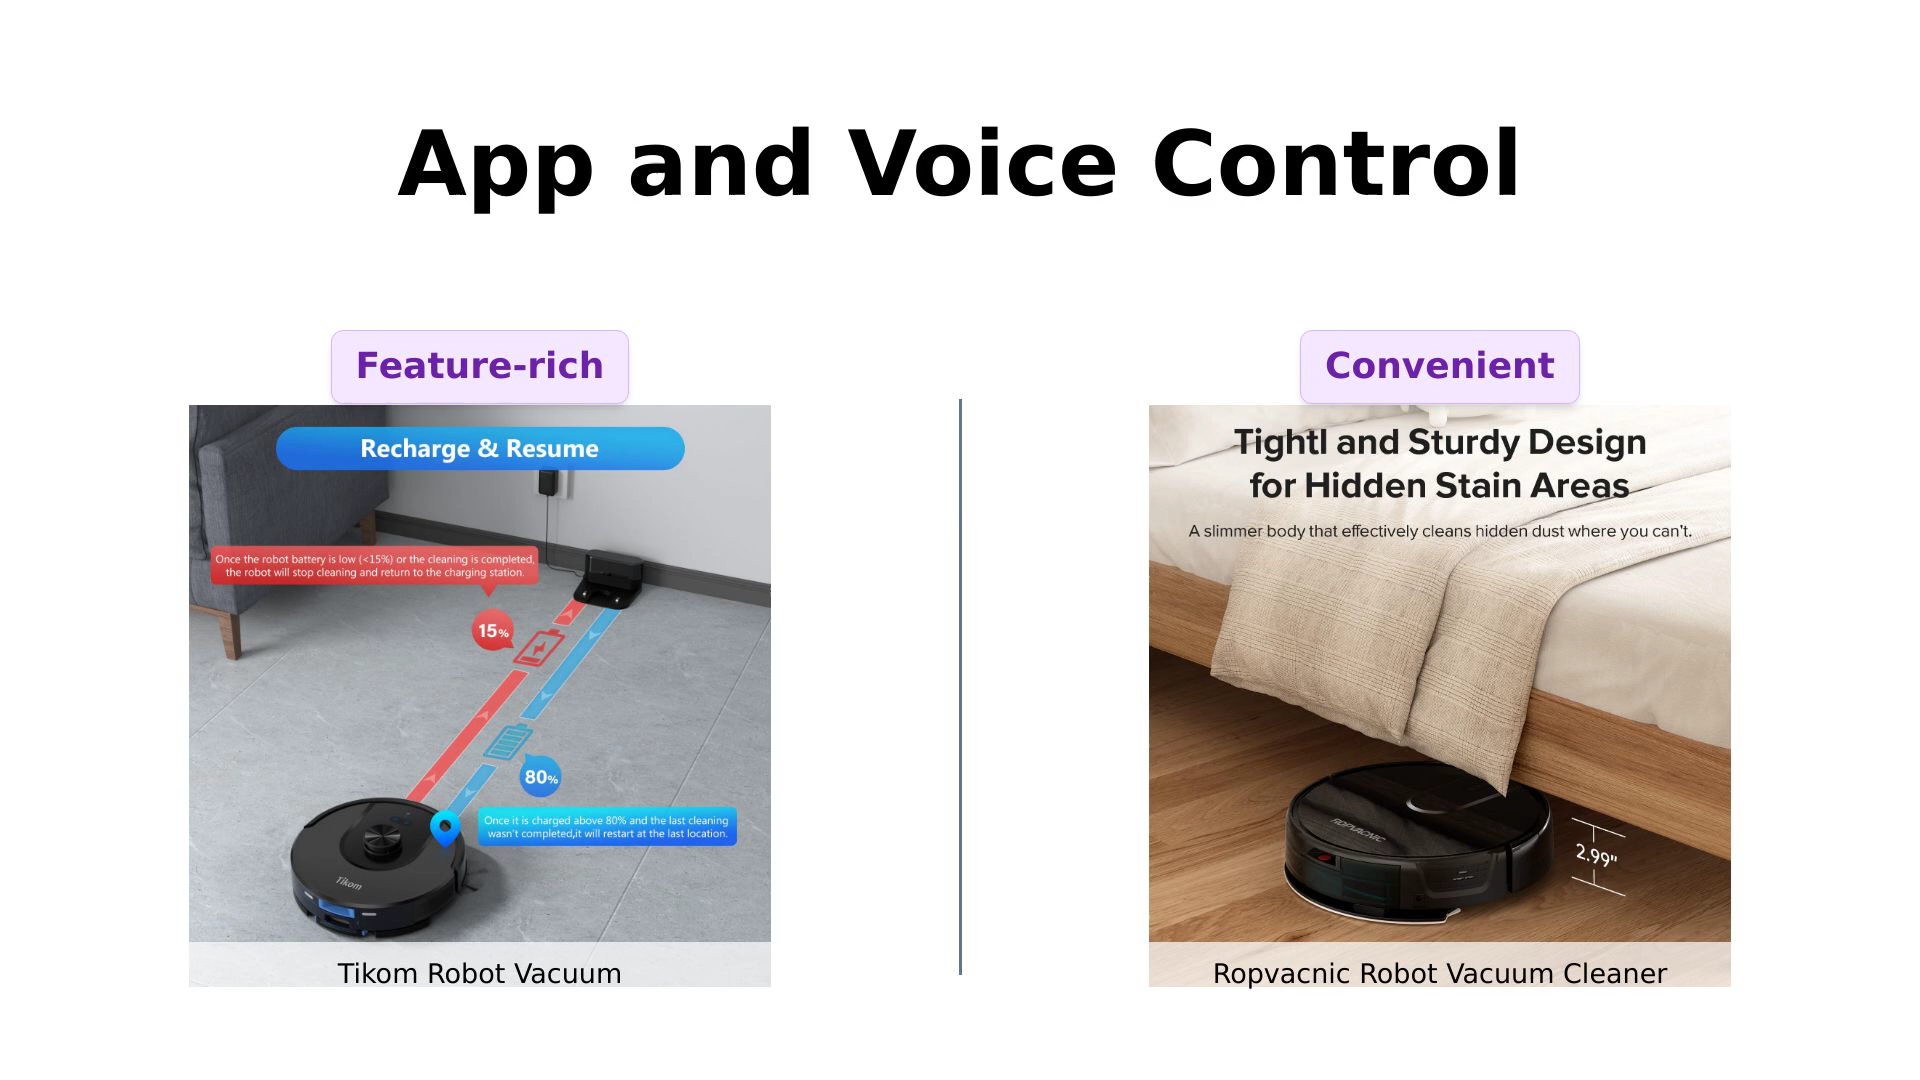 App and Voice Control
Feature-rich
Recharge & Resume
Once the robot battery is low (<15%) or the cleaning is completed,
the robot will stop cleaning and return to the charging station.
15%
80%
Once it is charged above 80% and the last cleaning
wasn't completed,it will restart at the last location.
Tikom
Tikom Robot Vacuum
Convenient
Tightl and Sturdy Design
for Hidden Stain Areas
A slimmer body that effectively cleans hidden dust where you can't.
ROPVACNIC
2.99"
Ropvacnic Robot Vacuum Cleaner